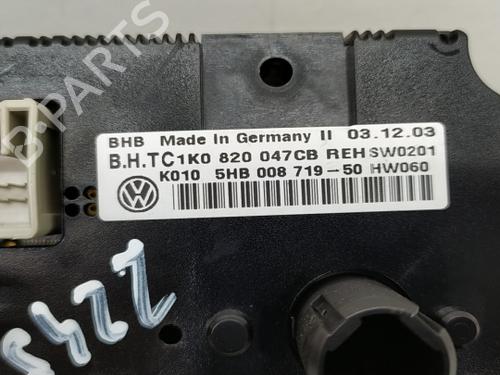 BHB Made In Germany II 03.12.03
B.H.TC1K0 820 047CB REH SW0201
K010 5HB 008 719-50 HW060